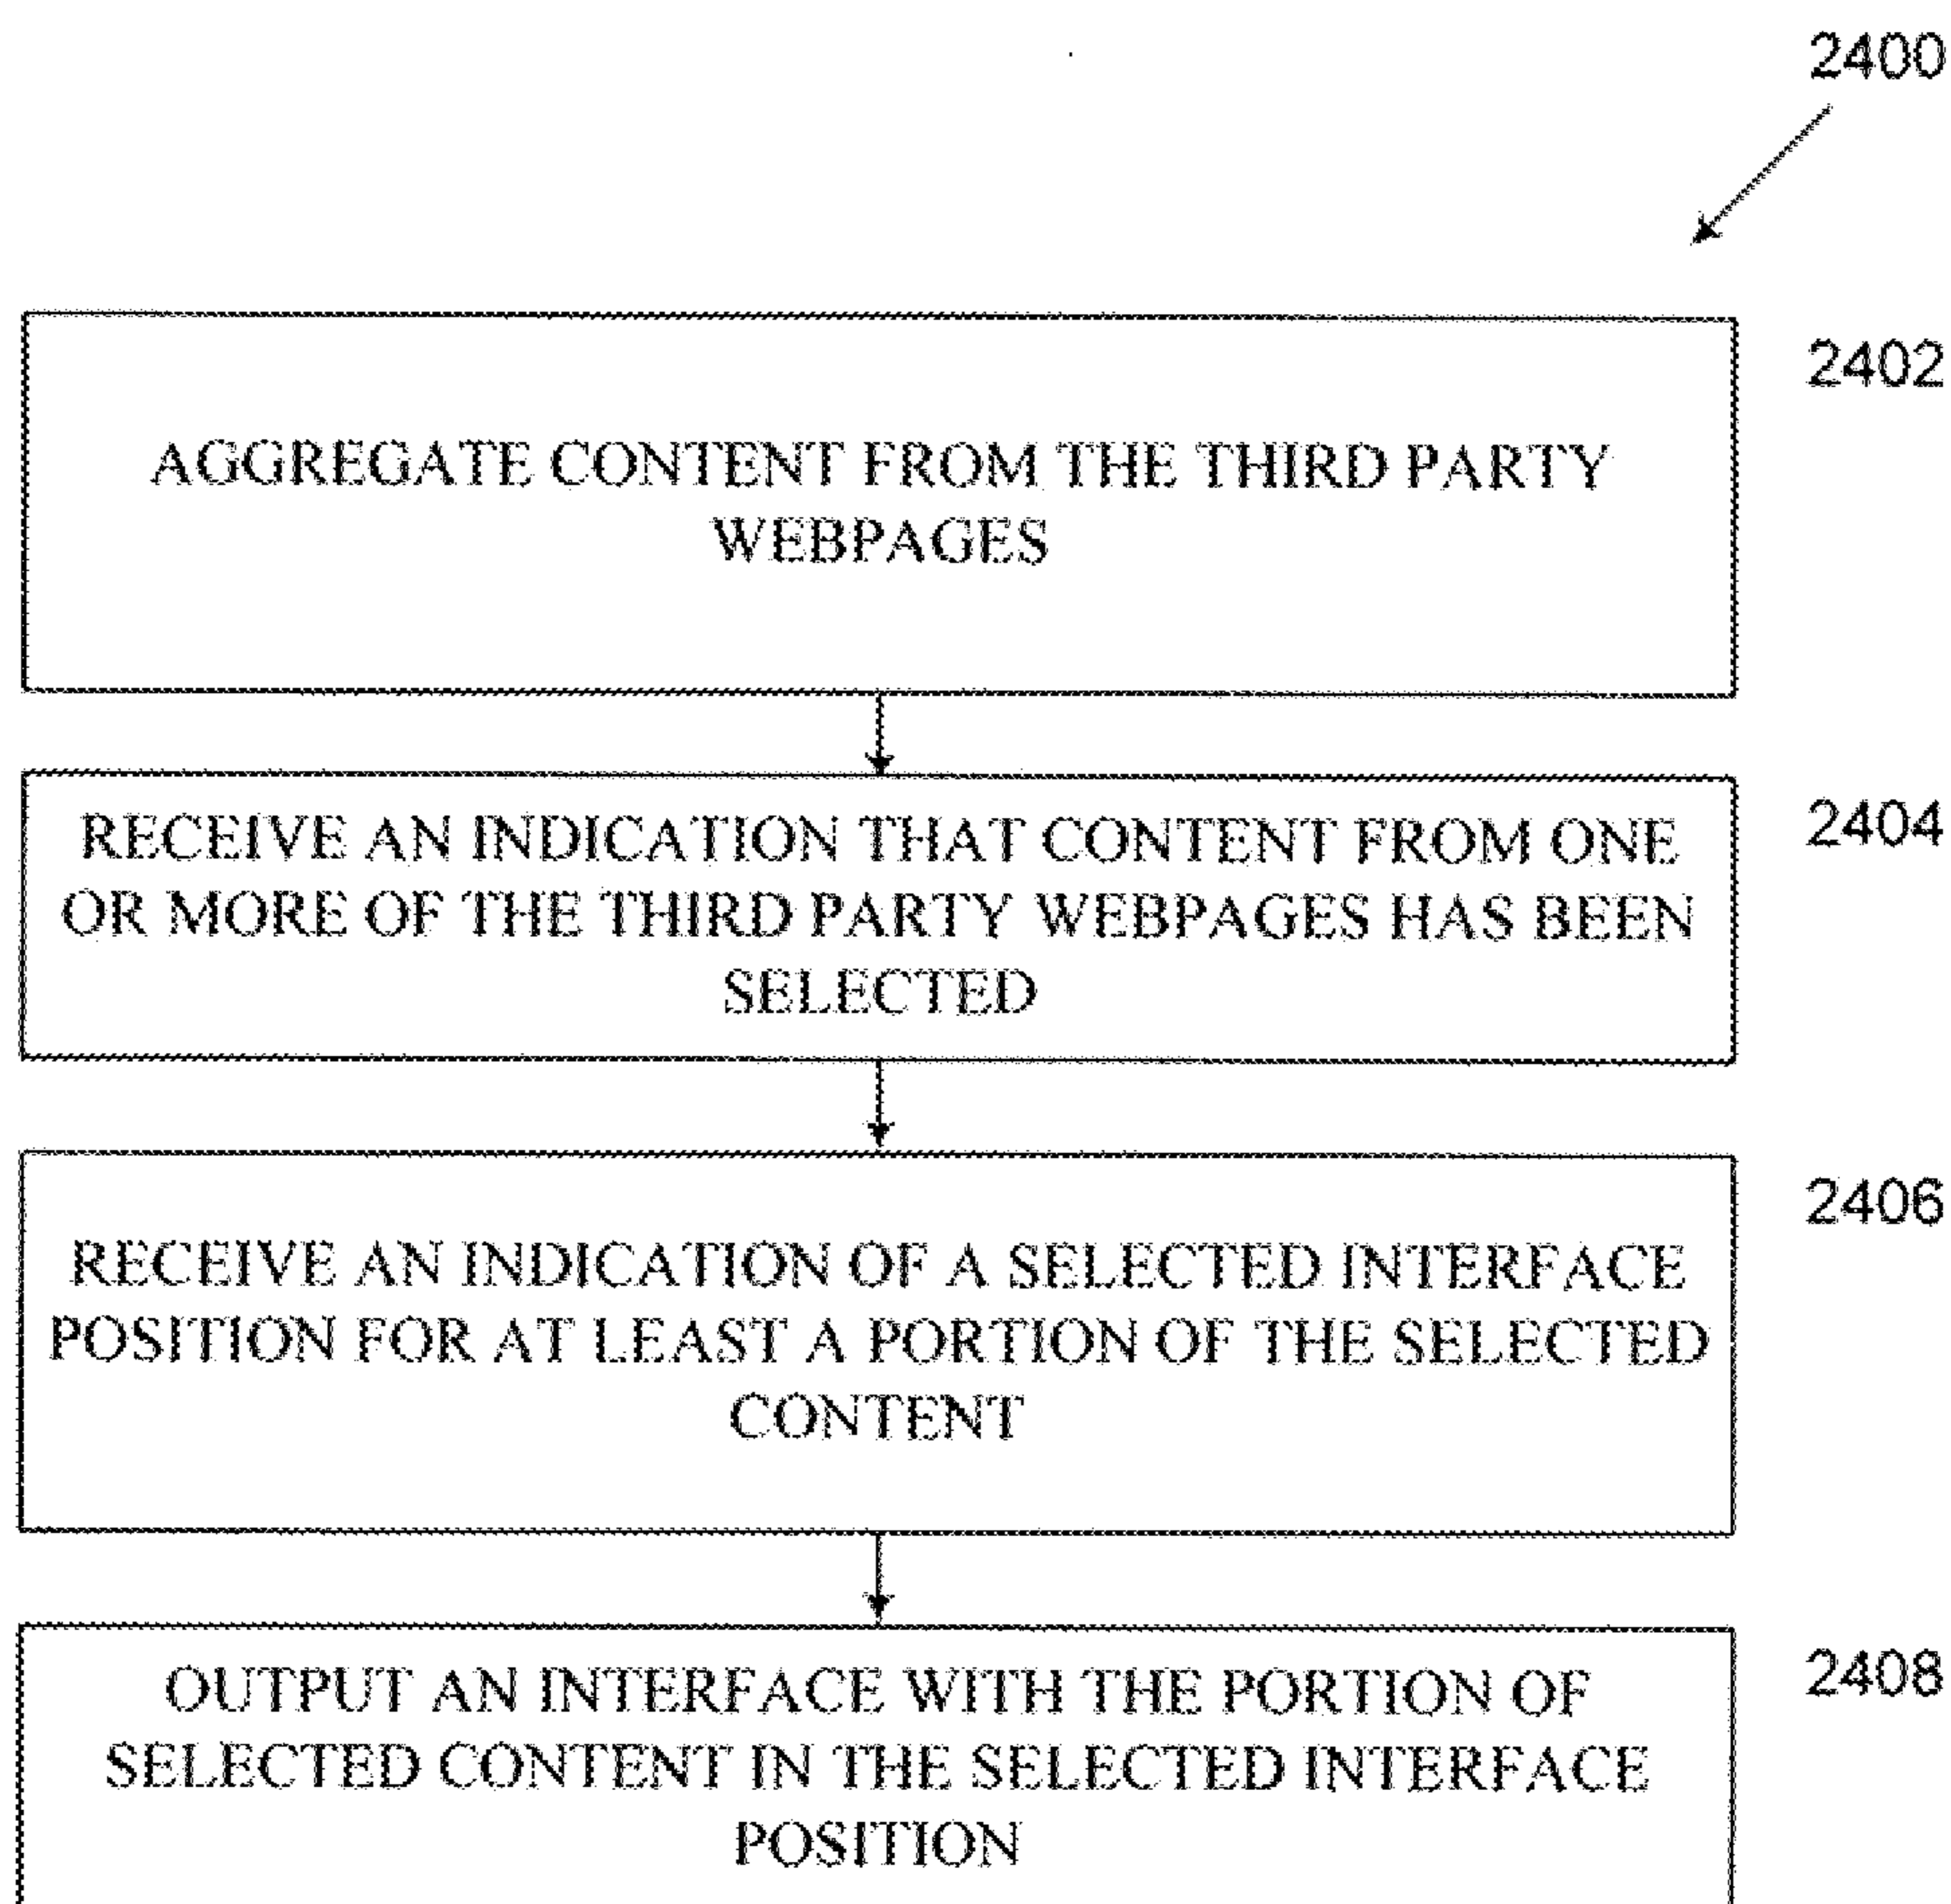 2400
2402
AGGREGATE CONTENT FROM THE THIRD PARTY
WEBPAGES
2404
RECEIVE AN INDICATION THAT CONTENT FROM ONE
OR MORE OF THE THIRD PARTY WEBPAGES HAS BEEN
SELECTED
2406
RECEIVE AN INDICATION OF A SELECTED INTERFACE
POSITION FOR AT LEAST A PORTION OF THE SELECTED
CONTENT
2408
OUTPUT AN INTERFACE WITH THE PORTION OF
SELECTED CONTENT IN THE SELECTED INTERFACE
POSITION